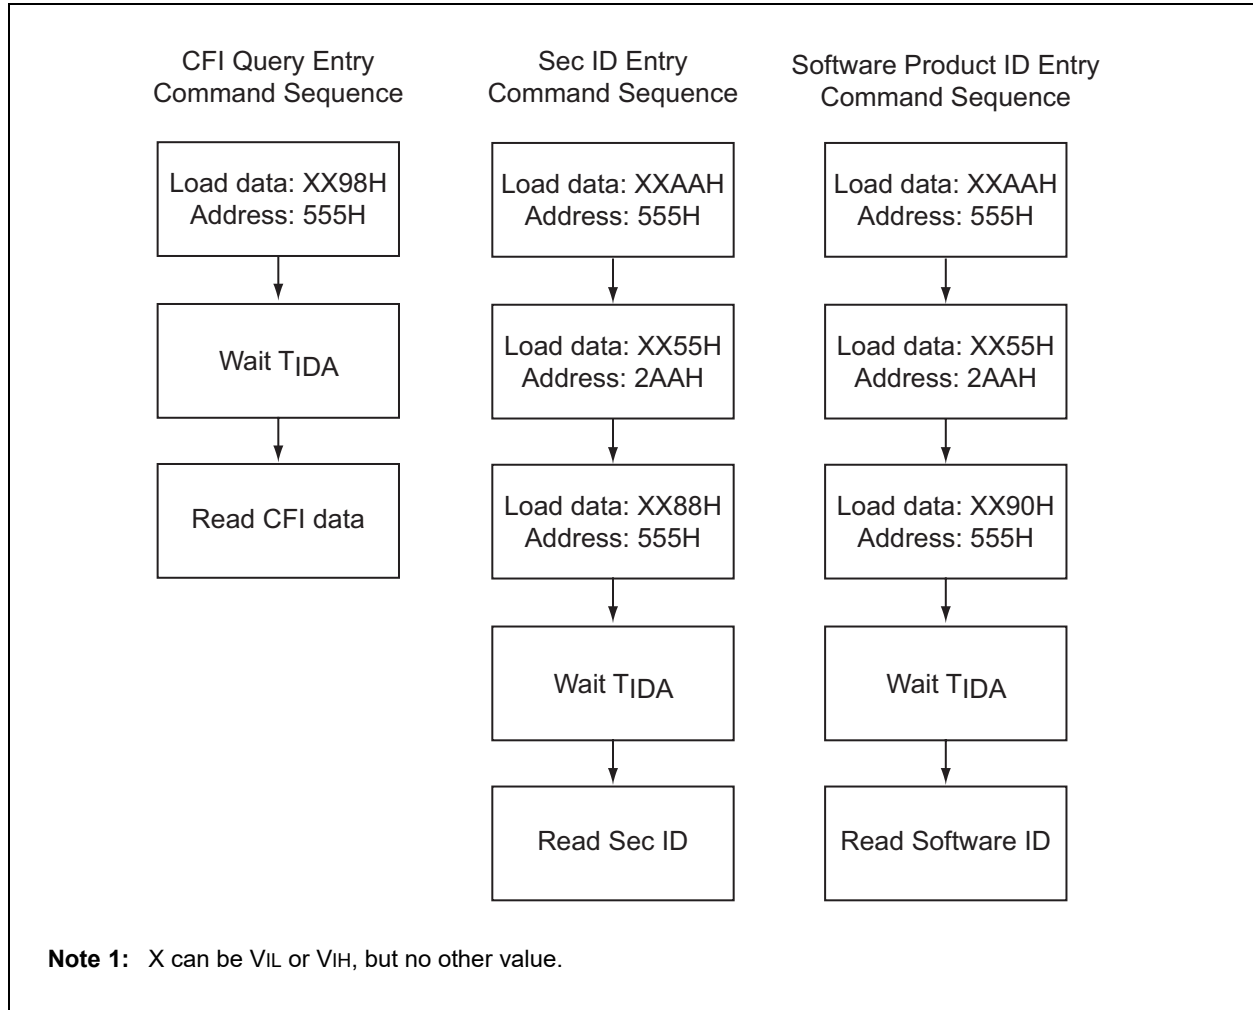 CFI Query Entry
Command Sequence
Load data: XX98H
Address: 555H
Wait TIDA
Read CFI data
Sec ID Entry
Command Sequence
Load data: XXAAH
Address: 555H
Load data: XX55H
Address: 2AAH
Load data: XX88H
Address: 555H
Wait TIDA
Read Sec ID
Software Product ID Entry
Command Sequence
Load data: XXAAH
Address: 555H
Load data: XX55H
Address: 2AAH
Load data: XX90H
Address: 555H
Wait TIDA
Read Software ID
Note 1: X can be VIL or VIH, but no other value.